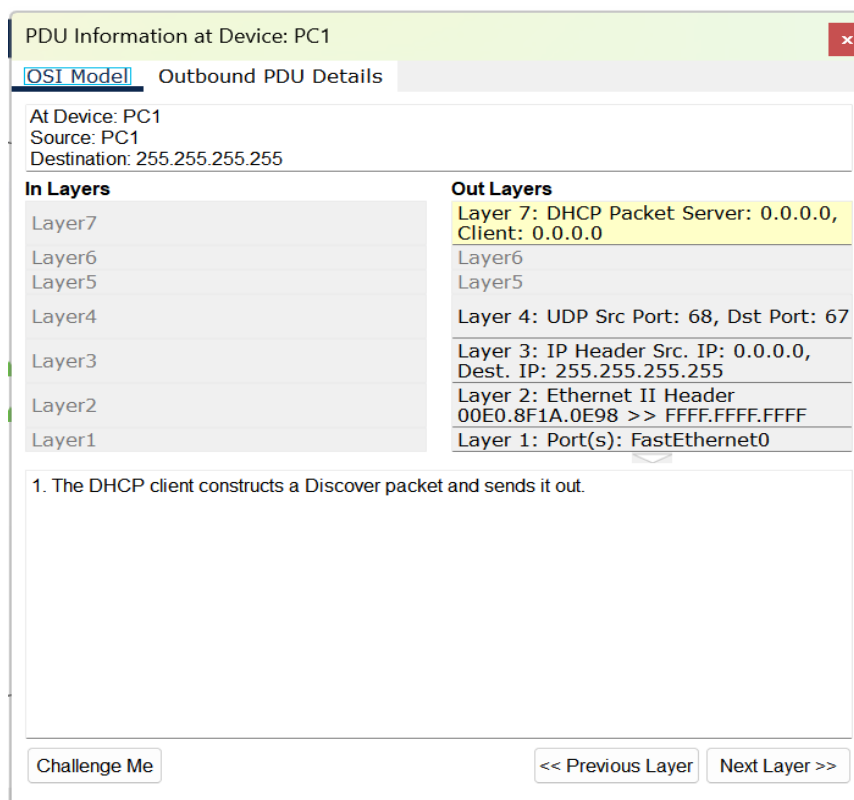 PDU Information at Device: PC1
x
OSI Model
Outbound PDU Details
At Device: PC1
Source: PC1
Destination: 255.255.255.255
In Layers
Layer7
Layer6
Layer5
Layer4
Layer3
Layer2
Layer1
Out Layers
Layer 7: DHCP Packet Server: 0.0.0.0,
Client: 0.0.0.0
Layer6
Layer5
Layer 4: UDP Src Port: 68, Dst Port: 67
Layer 3: IP Header Src. IP: 0.0.0.0,
Dest. IP: 255.255.255.255
Layer 2: Ethernet II Header
00E0.8F1A.0E98 >> FFFF.FFFF.FFFF
Layer 1: Port(s): FastEthernet0
1. The DHCP client constructs a Discover packet and sends it out.
Challenge Me
<< Previous Layer
Next Layer >>